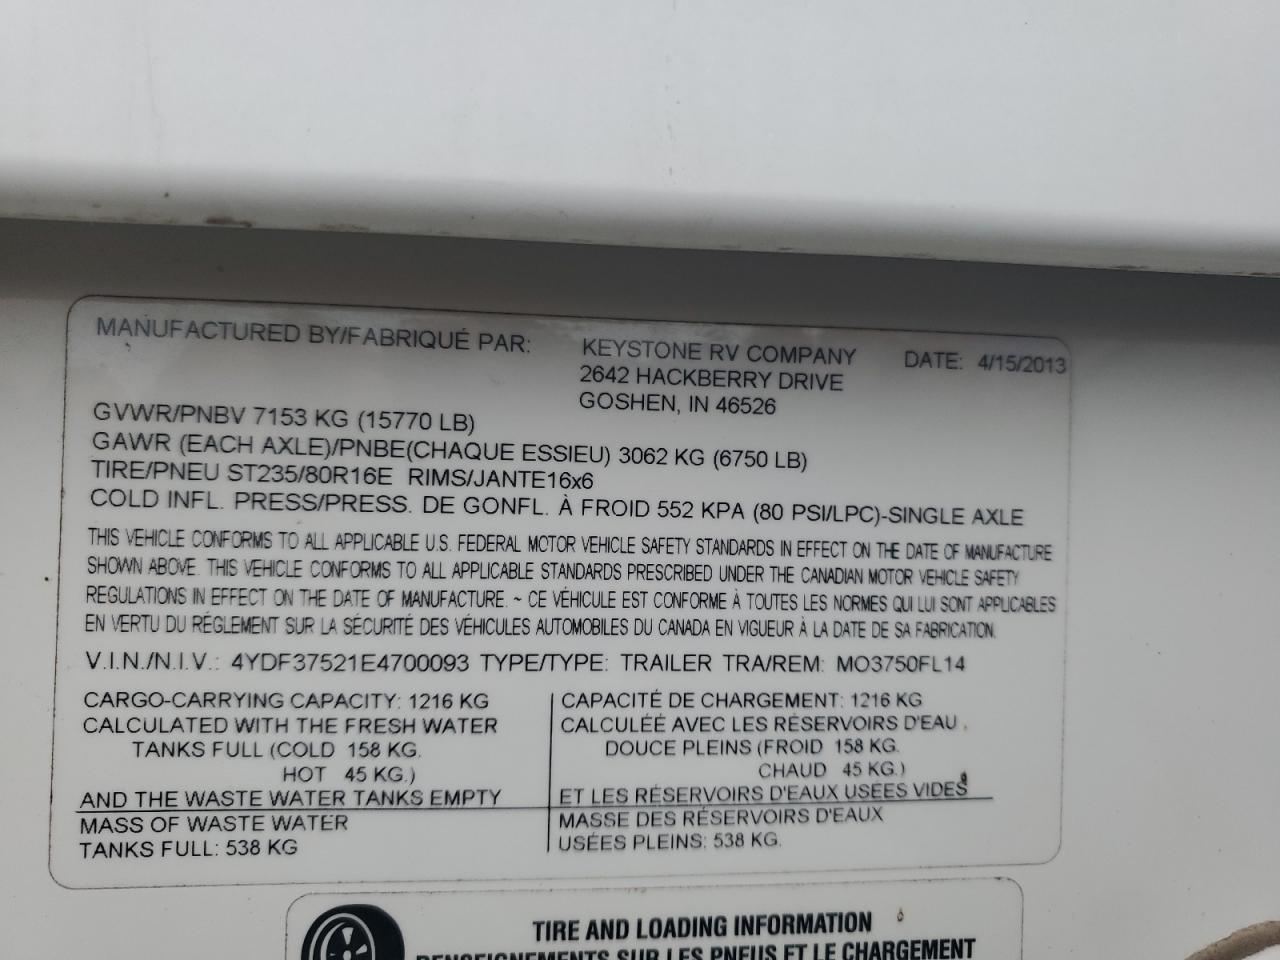 MANUFACTURED BY/FABRIQUÉ PAR: KEYSTONE RV COMPANY DATE: 4/15/2013
2642 HACKBERRY DRIVE
GOSHEN, IN 46526
GVWR/PNBV 7153 KG (15770 LB)
GAWR (EACH AXLE)/PNBE(CHAQUE ESSIEU) 3062 KG (6750 LB)
TIRE/PNEU ST235/80R16E RIMS/JANTE16x6
COLD INFL. PRESS/PRESS. DE GONFL. À FROID 552 KPA (80 PSI/LPC)-SINGLE AXLE
THIS VEHICLE CONFORMS TO ALL APPLICABLE U.S. FEDERAL MOTOR VEHICLE SAFETY STANDARDS IN EFFECT ON THE DATE OF MANUFACTURE
SHOWN ABOVE. THIS VEHICLE CONFORMS TO ALL APPLICABLE STANDARDS PRESCRIBED UNDER THE CANADIAN MOTOR VEHICLE SAFETY
REGULATIONS IN EFFECT ON THE DATE OF MANUFACTURE. ~ CE VÉHICULE EST CONFORME À TOUTES LES NORMES QUI LUI SONT APPLICABLES
EN VERTU DU RÉGLEMENT SUR LA SÉCURITÉ DES VÉHICULES AUTOMOBILES DU CANADA EN VIGUEUR À LA DATE DE SA FABRICATION.
V.I.N./N.I.V.: 4YDF37521E4700093 TYPE/TYPE: TRAILER TRA/REM: MO3750FL14
CARGO-CARRYING CAPACITY: 1216 KG
CALCULATED WITH THE FRESH WATER
TANKS FULL (COLD 158 KG.
HOT 45 KG.)
AND THE WASTE WATER TANKS EMPTY
MASS OF WASTE WATER
TANKS FULL: 538 KG
CAPACITÉ DE CHARGEMENT: 1216 KG
CALCULÉÉ AVEC LES RÉSERVOIRS D'EAU
DOUCE PLEINS (FROID 158 KG.
CHAUD 45 KG.)
ET LES RÉSERVOIRS D'EAUX USÉES VIDES
MASSE DES RÉSERVOIRS D'EAUX
USÉES PLEINS: 538 KG.
TIRE AND LOADING INFORMATION
RENSEIGNEMENTS SUR LES PNEUS ET LE CHARGEMENT